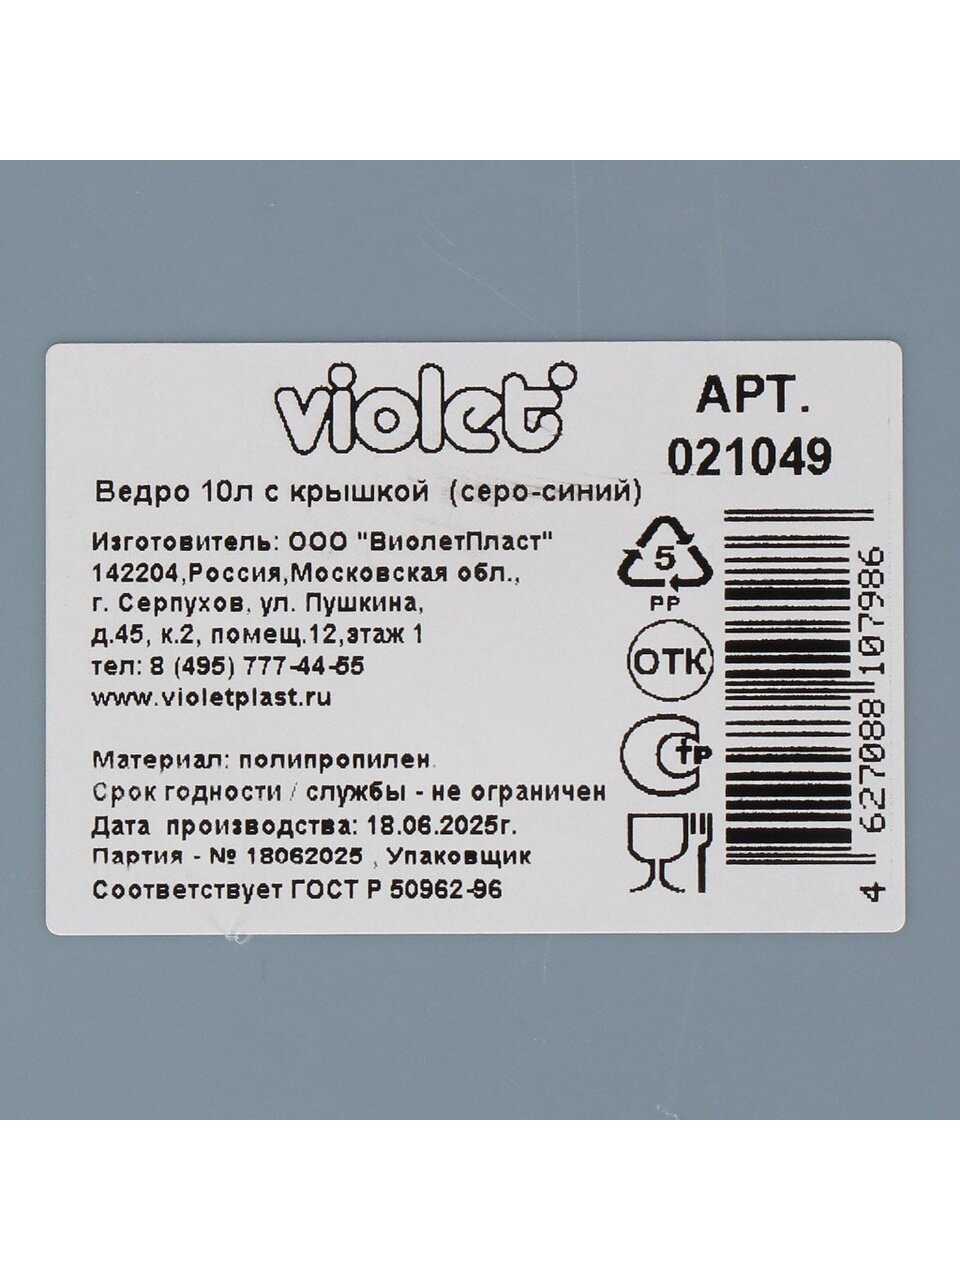 violet
АРТ.
021049
Ведро 10л с крышкой (серо-синий)
Изготовитель: ООО "ВиолетПласт"
142204,Россия,Московская обл.,
г. Серпухов, ул. Пушкина,
д.45, к.2, помещ.12,этаж 1
тел: 8 (495) 777-44-55
www.violetplast.ru
Материал: полипропилен
Срок годности / службы - не ограничен
Дата производства: 18.06.2025г.
Партия - № 18062025 , Упаковщик
Соответствует ГОСТ Р 50962-96
5
PP
ОТК
fp
4 627088 107986